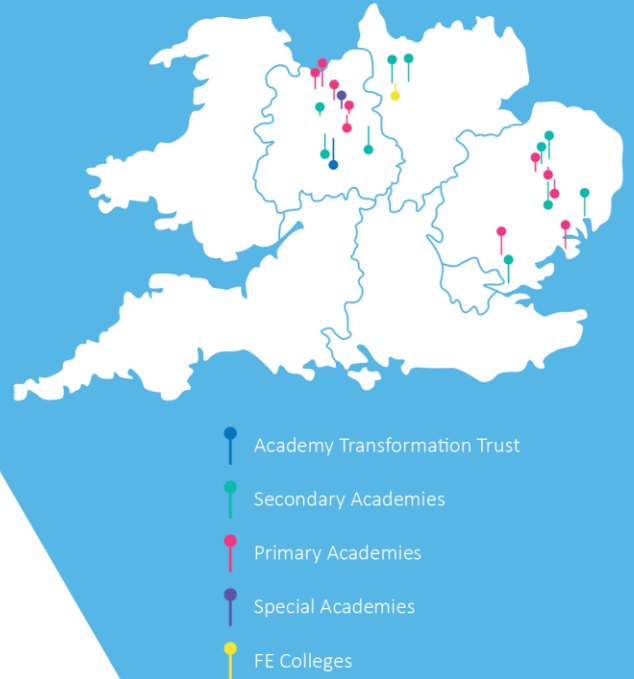 Academy Transformation Trust
Secondary Academies
Primary Academies
Special Academies
FE Colleges